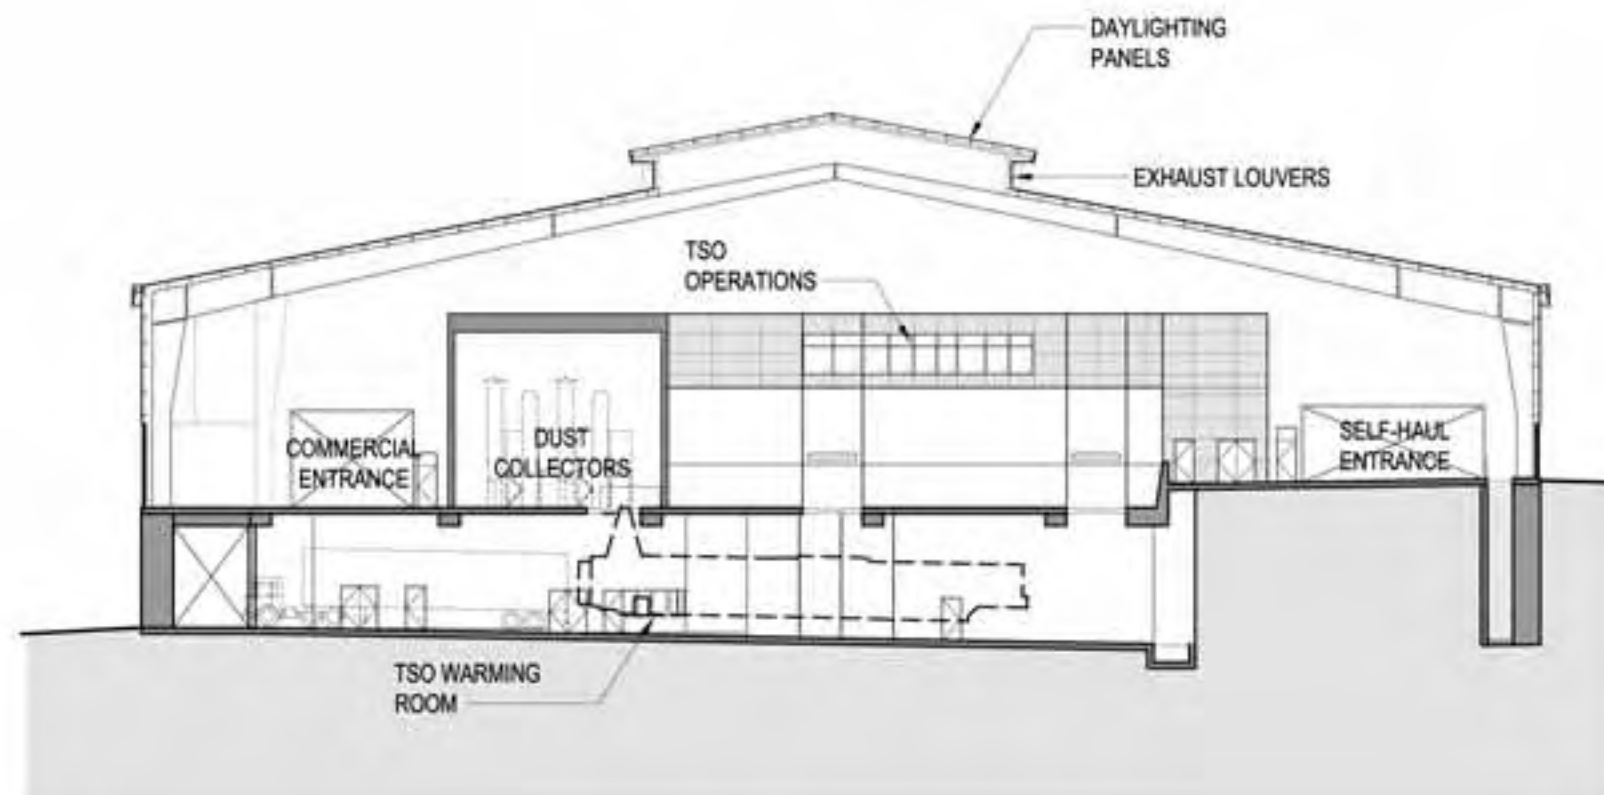 DAYLIGHTING
PANELS
EXHAUST LOUVERS
TSO
OPERATIONS
COMMERCIAL
ENTRANCE
DUST
COLLECTORS
SELF-HAUL
ENTRANCE
TSO WARMING
ROOM